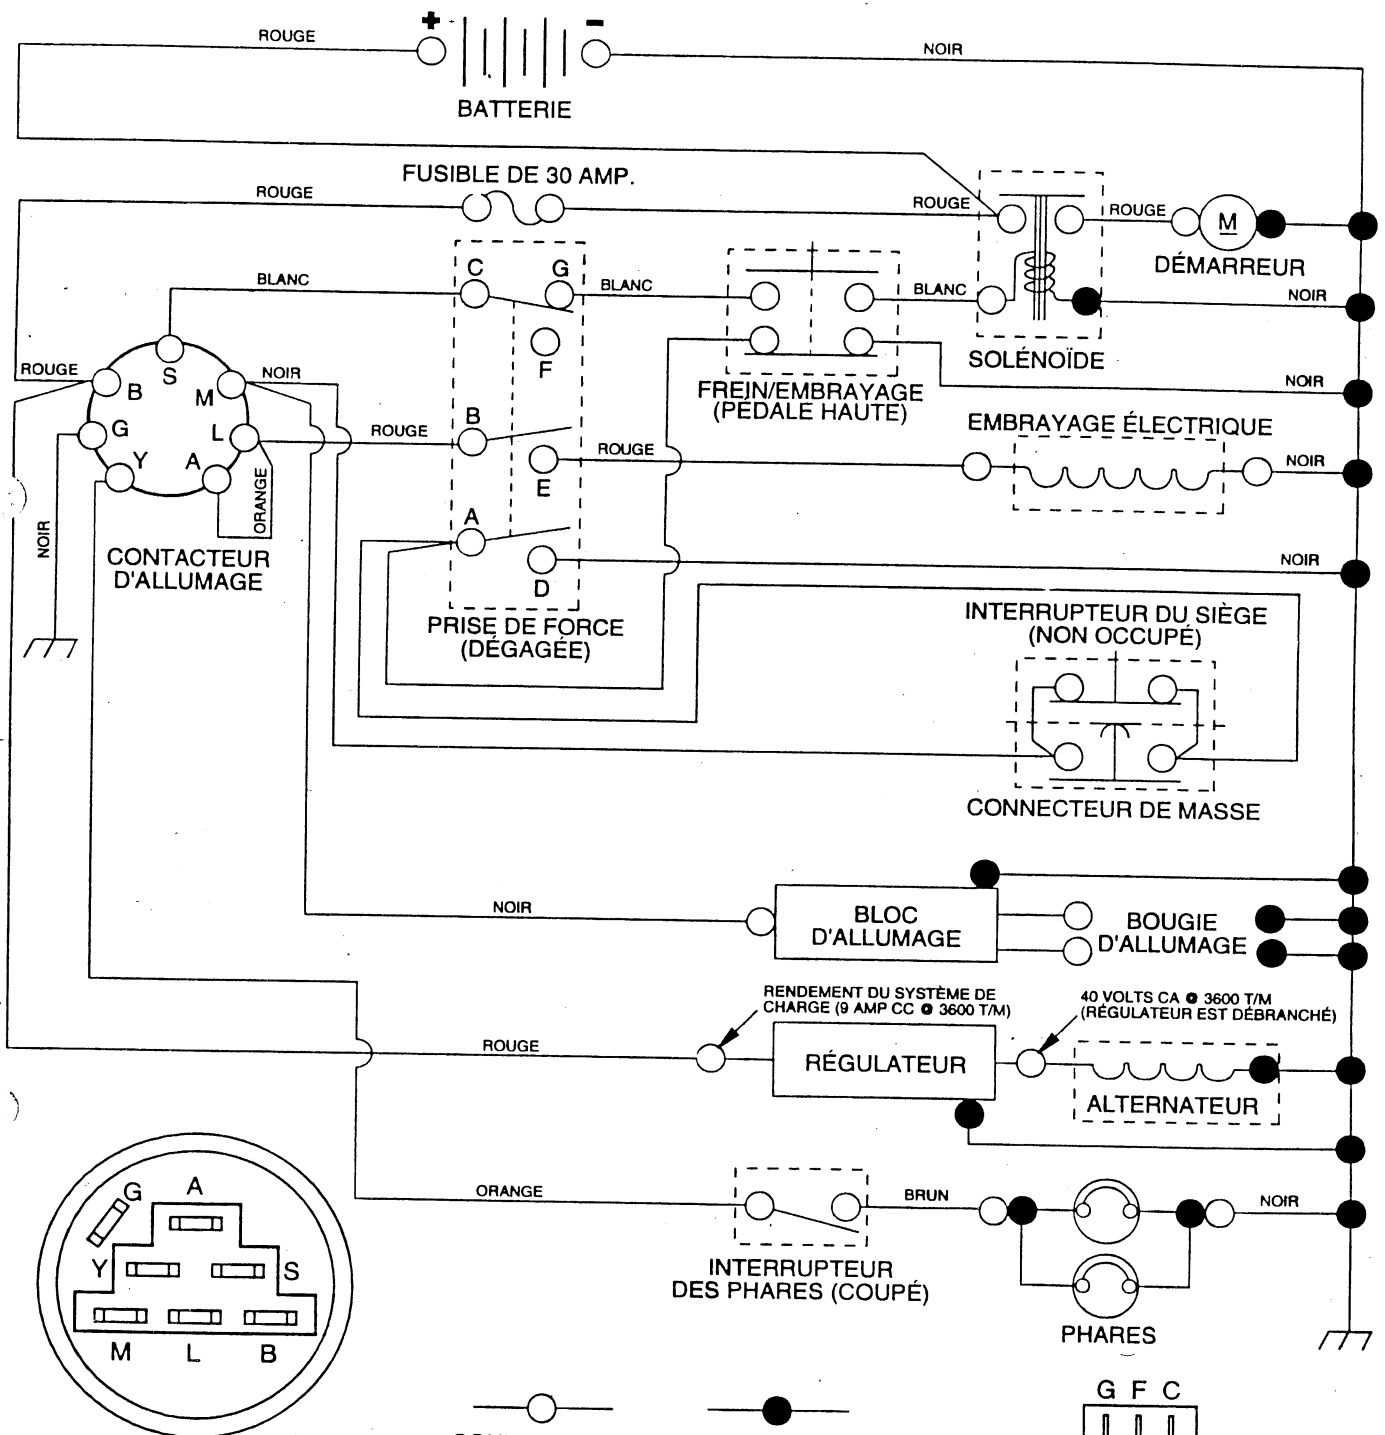 + -
ROUGE
NOIR
BATTERIE
FUSIBLE DE 30 AMP.
ROUGE
ROUGE
ROUGE
M
DÉMARREUR
C G
BLANC
BLANC
BLANC
NOIR
F
SOLÉNOÏDE
ROUGE
B
S
M
NOIR
FREIN/EMBRAYAGE
(PÉDALE HAUTE)
NOIR
G
L
Y
A
ROUGE
B
E
ROUGE
EMBRAYAGE ÉLECTRIQUE
NOIR
ORANGE
NOIR
CONTACTEUR
D'ALLUMAGE
A
D
NOIR
PRISE DE FORCE
(DÉGAGÉE)
INTERRUPTEUR DU SIÈGE
(NON OCCUPÉ)
CONNECTEUR DE MASSE
NOIR
BLOC
D'ALLUMAGE
BOUGIE
D'ALLUMAGE
RENDEMENT DU SYSTÈME DE
CHARGE (9 AMP CC @ 3600 T/M)
40 VOLTS CA @ 3600 T/M
(RÉGULATEUR EST DÉBRANCHÉ)
ROUGE
RÉGULATEUR
ALTERNATEUR
ORANGE
BRUN
NOIR
INTERRUPTEUR
DES PHARES (COUPÉ)
PHARES
G A
Y S
M L B
G F C